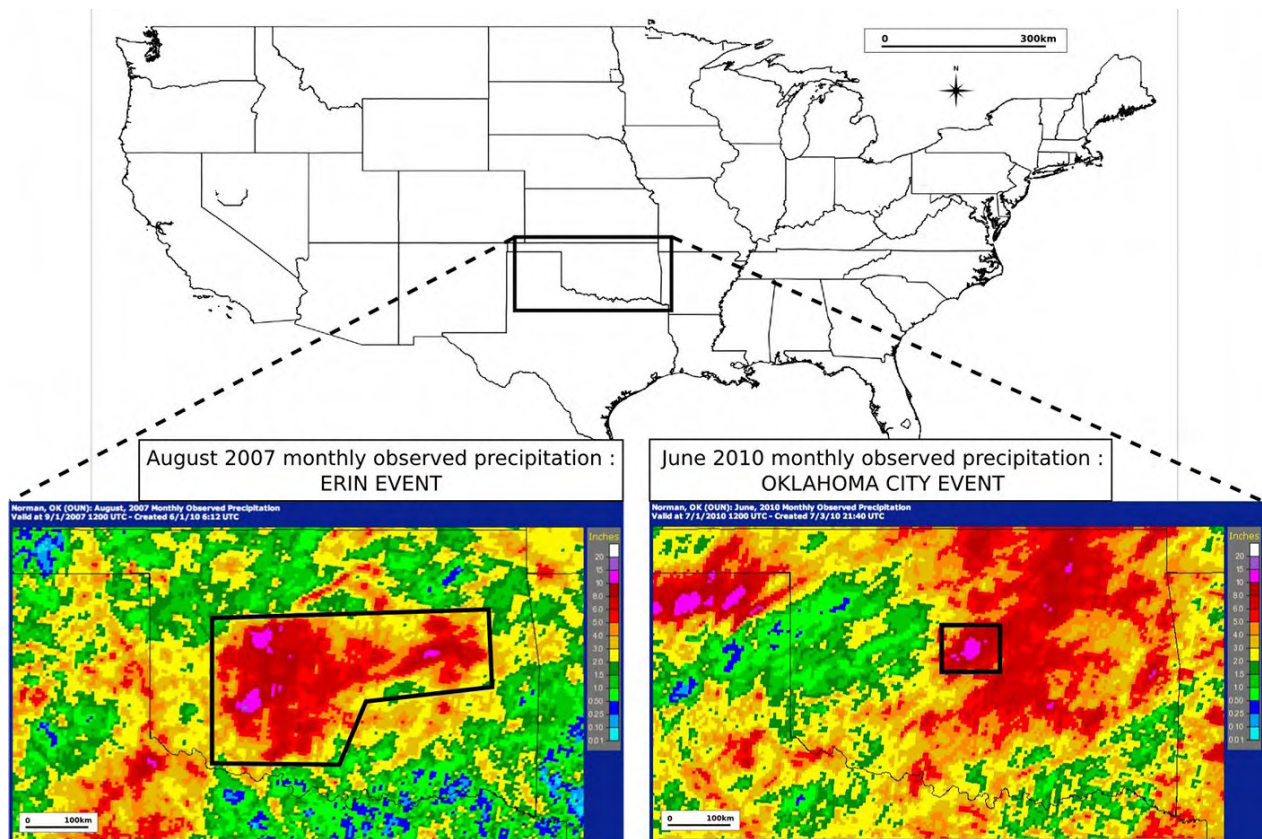 0 300km
N
August 2007 monthly observed precipitation :
ERIN EVENT
June 2010 monthly observed precipitation :
OKLAHOMA CITY EVENT
Norman, OK (OUN): August, 2007 Monthly Observed Precipitation
Valid at 9/1/2007 1200 UTC - Created 6/1/10 6:12 UTC
Inches
20
15
10
8.0
6.0
5.0
4.0
3.0
2.0
1.5
1.0
0.50
0.25
0.10
0.01
0 100km
Norman, OK (OUN): June, 2010 Monthly Observed Precipitation
Valid at 7/1/2010 1200 UTC - Created 7/3/10 21:40 UTC
Inches
20
15
10
8.0
6.0
5.0
4.0
3.0
2.0
1.5
1.0
0.50
0.25
0.10
0.01
0 100km